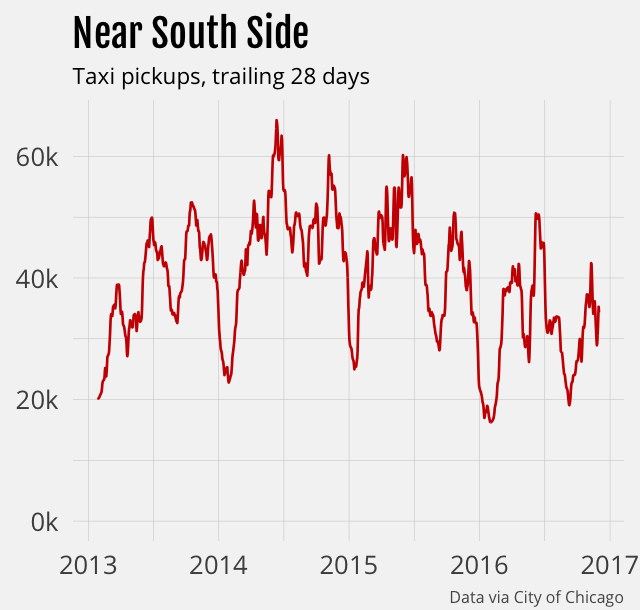 Near South Side
Taxi pickups, trailing 28 days
60k
40k
20k
0k
2013 2014 2015 2016 2017
Data via City of Chicago